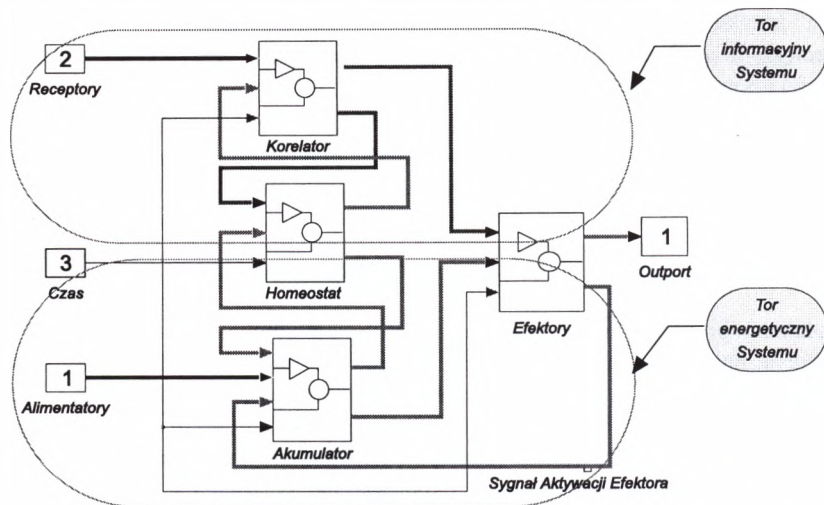 Tor
informacyjny
Systemu
2
Receptory
Korelator
3
Czas
Homeostat
1
Outport
Efektory
Tor
energetyczny
Systemu
1
Alimentatory
Akumulator
Sygnał Aktywacji Efektora